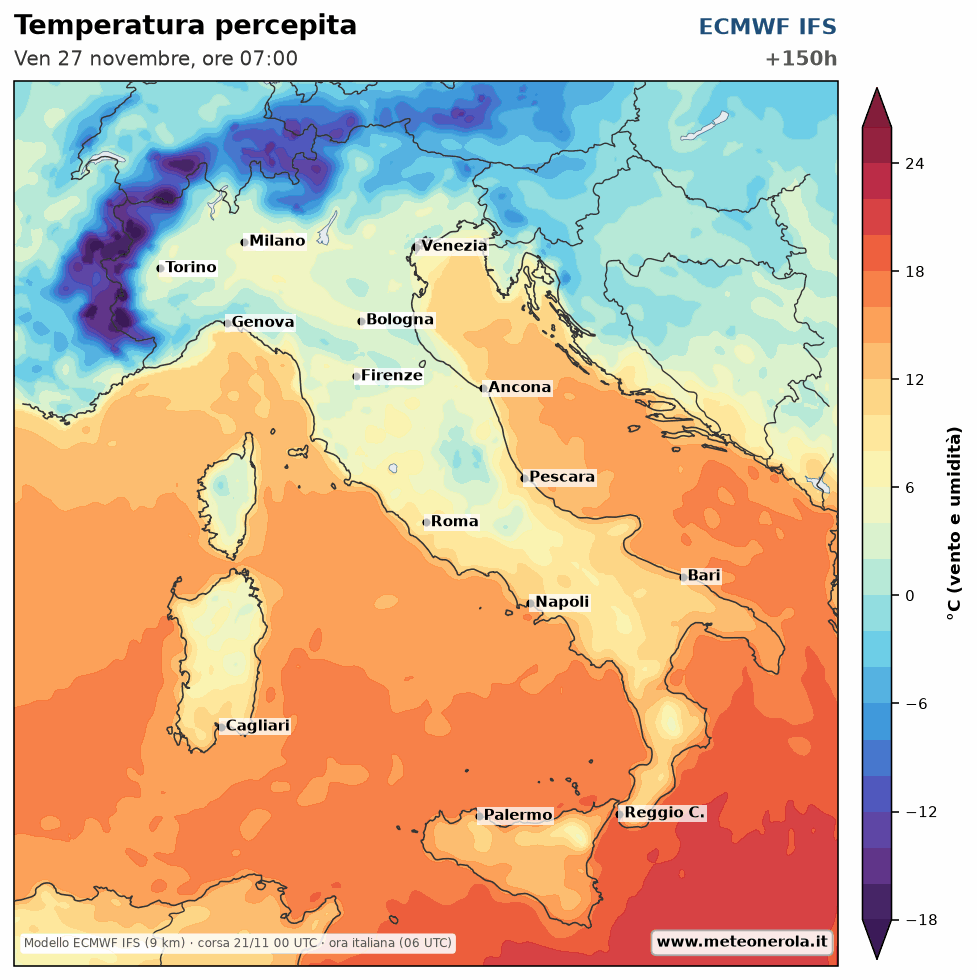 Temperatura percepita
ECMWF IFS
Ven 27 novembre, ore 07:00
+150h
24
18
12
6
0
−6
−12
−18
°C (vento e umidità)
Milano
Venezia
Torino
Genova
Bologna
Firenze
Ancona
Pescara
Roma
Bari
Napoli
Cagliari
Palermo
Reggio C.
Modello ECMWF IFS (9 km) · corsa 21/11 00 UTC · ora italiana (06 UTC)
www.meteonerola.it